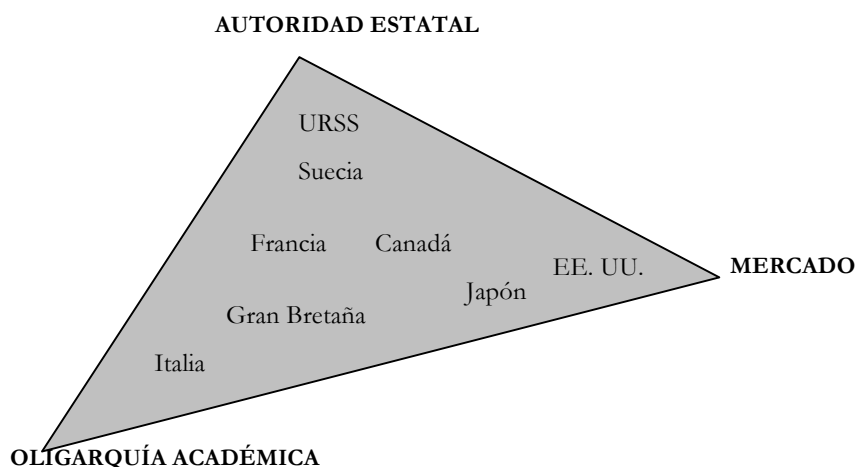 AUTORIDAD ESTATAL
URSS
Suecia
Francia
Canadá
EE. UU.
MERCADO
Japón
Gran Bretaña
Italia
OLIGARQUÍA ACADÉMICA